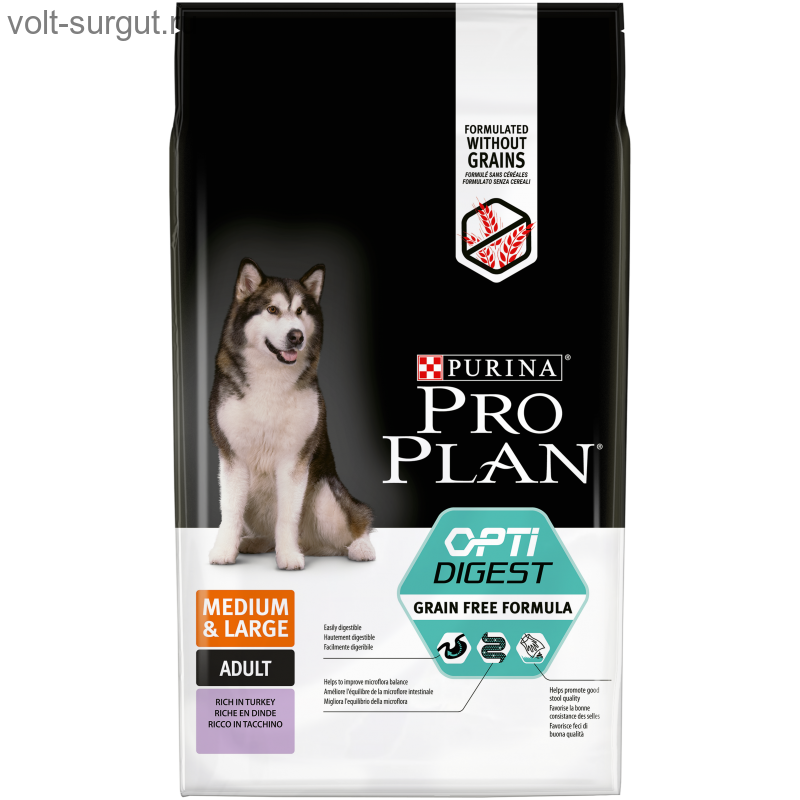 volt-surgut.r
FORMULATED
WITHOUT
GRAINS
FORMULÉ SANS CÉRÉALES
FORMULATO SENZA CEREALI
PURINA®
PRO
PLAN®
OPTI
DIGEST
GRAIN FREE FORMULA
MEDIUM
& LARGE
ADULT
RICH IN TURKEY
RICHE EN DINDE
RICCO IN TACCHINO
Easily digestible
Hautement digestible
Facilmente digeribile
Helps to improve microflora balance
Améliore l'équilibre de la microflore intestinale
Migliora l'equilibrio della microflora
Helps promote good
stool quality
Favorise la bonne
consistance des selles
Favorisce feci di
buona qualità